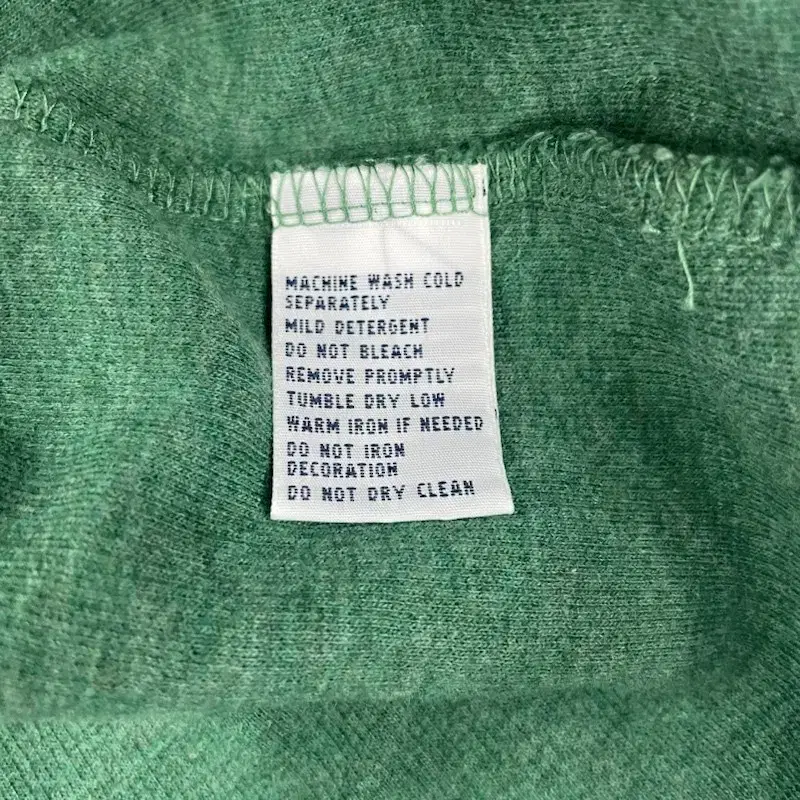 MACHINE WASH COLD
SEPARATELY
MILD DETERGENT
DO NOT BLEACH
REMOVE PROMPTLY
TUMBLE DRY LOW
WARM IRON IF NEEDED
DO NOT IRON
DECORATION
DO NOT DRY CLEAN